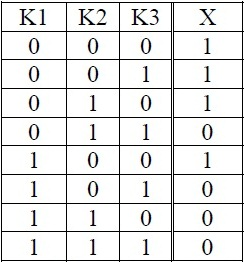 K1 K2 K3 X
0 0 0 1
0 0 1 1
0 1 0 1
0 1 1 0
1 0 0 1
1 0 1 0
1 1 0 0
1 1 1 0